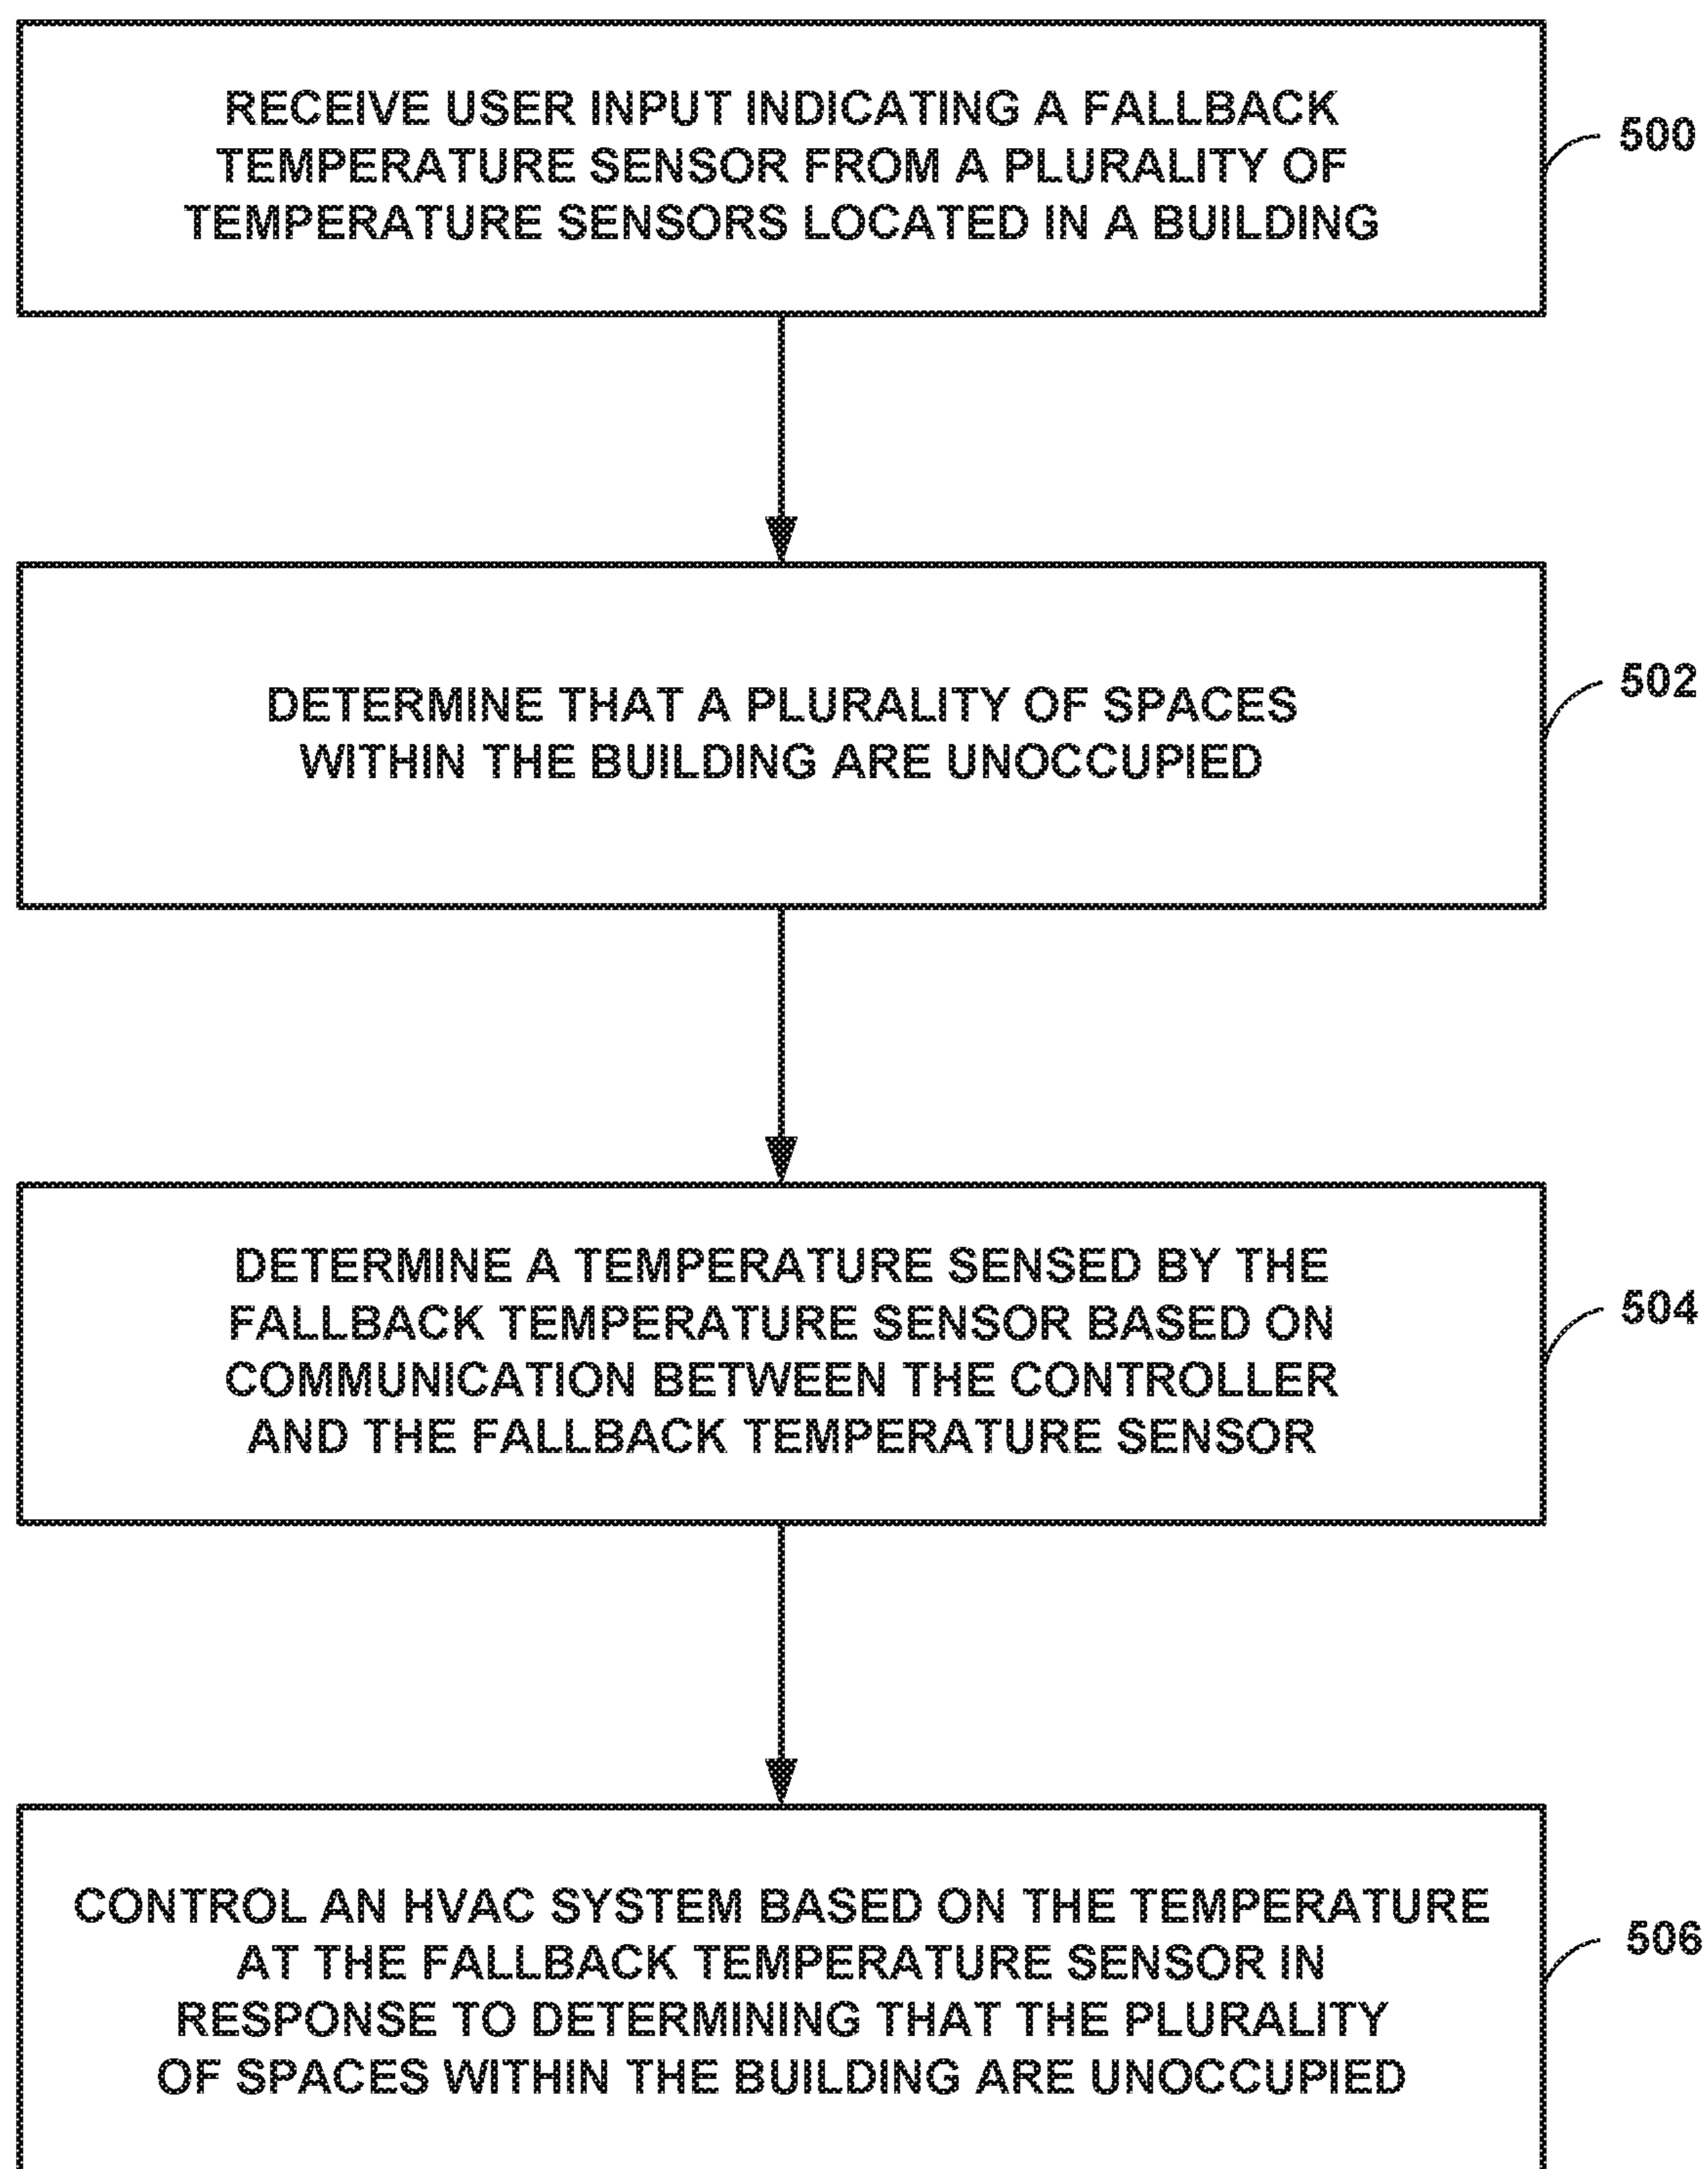 RECEIVE USER INPUT INDICATING A FALLBACK
TEMPERATURE SENSOR FROM A PLURALITY OF
TEMPERATURE SENSORS LOCATED IN A BUILDING
500
DETERMINE THAT A PLURALITY OF SPACES
WITHIN THE BUILDING ARE UNOCCUPIED
502
DETERMINE A TEMPERATURE SENSED BY THE
FALLBACK TEMPERATURE SENSOR BASED ON
COMMUNICATION BETWEEN THE CONTROLLER
AND THE FALLBACK TEMPERATURE SENSOR
504
CONTROL AN HVAC SYSTEM BASED ON THE TEMPERATURE
AT THE FALLBACK TEMPERATURE SENSOR IN
RESPONSE TO DETERMINING THAT THE PLURALITY
OF SPACES WITHIN THE BUILDING ARE UNOCCUPIED
506